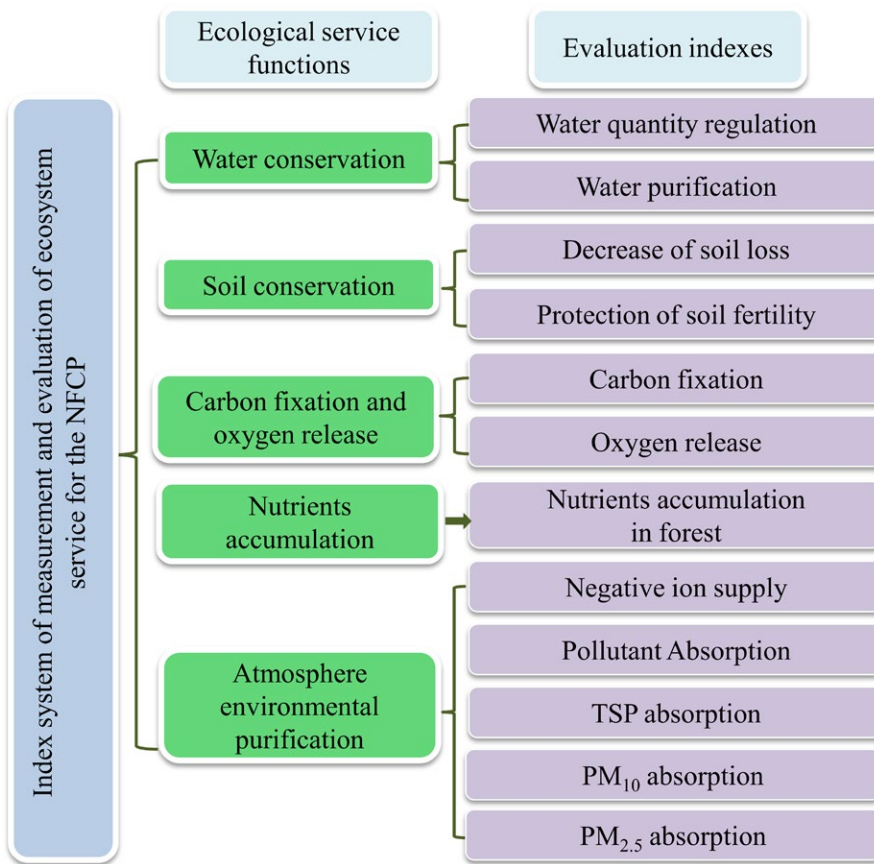 Ecological service
functions
Evaluation indexes
Index system of measurement and evaluation of ecosystem
service for the NFCP
Water conservation
Water quantity regulation
Water purification
Soil conservation
Decrease of soil loss
Protection of soil fertility
Carbon fixation and
oxygen release
Carbon fixation
Oxygen release
Nutrients
accumulation
Nutrients accumulation
in forest
Atmosphere
environmental
purification
Negative ion supply
Pollutant Absorption
TSP absorption
PM₁₀ absorption
PM₂.₅ absorption